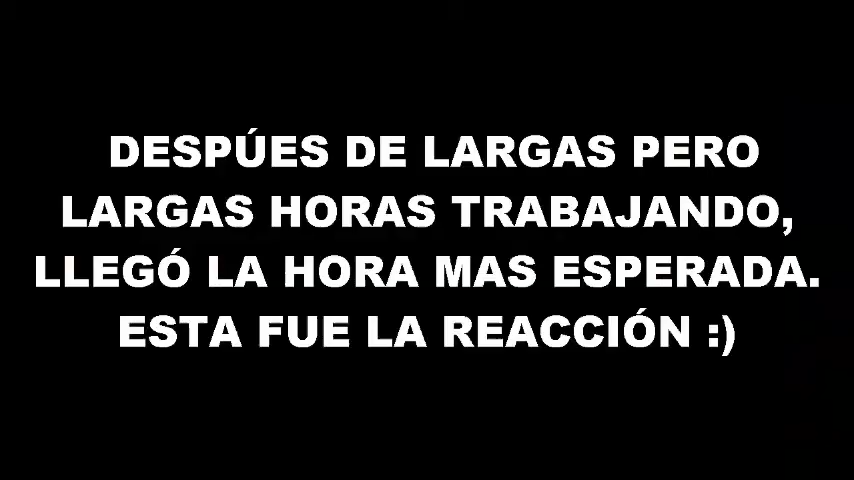 DESPÚES DE LARGAS PERO
LARGAS HORAS TRABAJANDO,
LLEGÓ LA HORA MAS ESPERADA.
ESTA FUE LA REACCIÓN :)